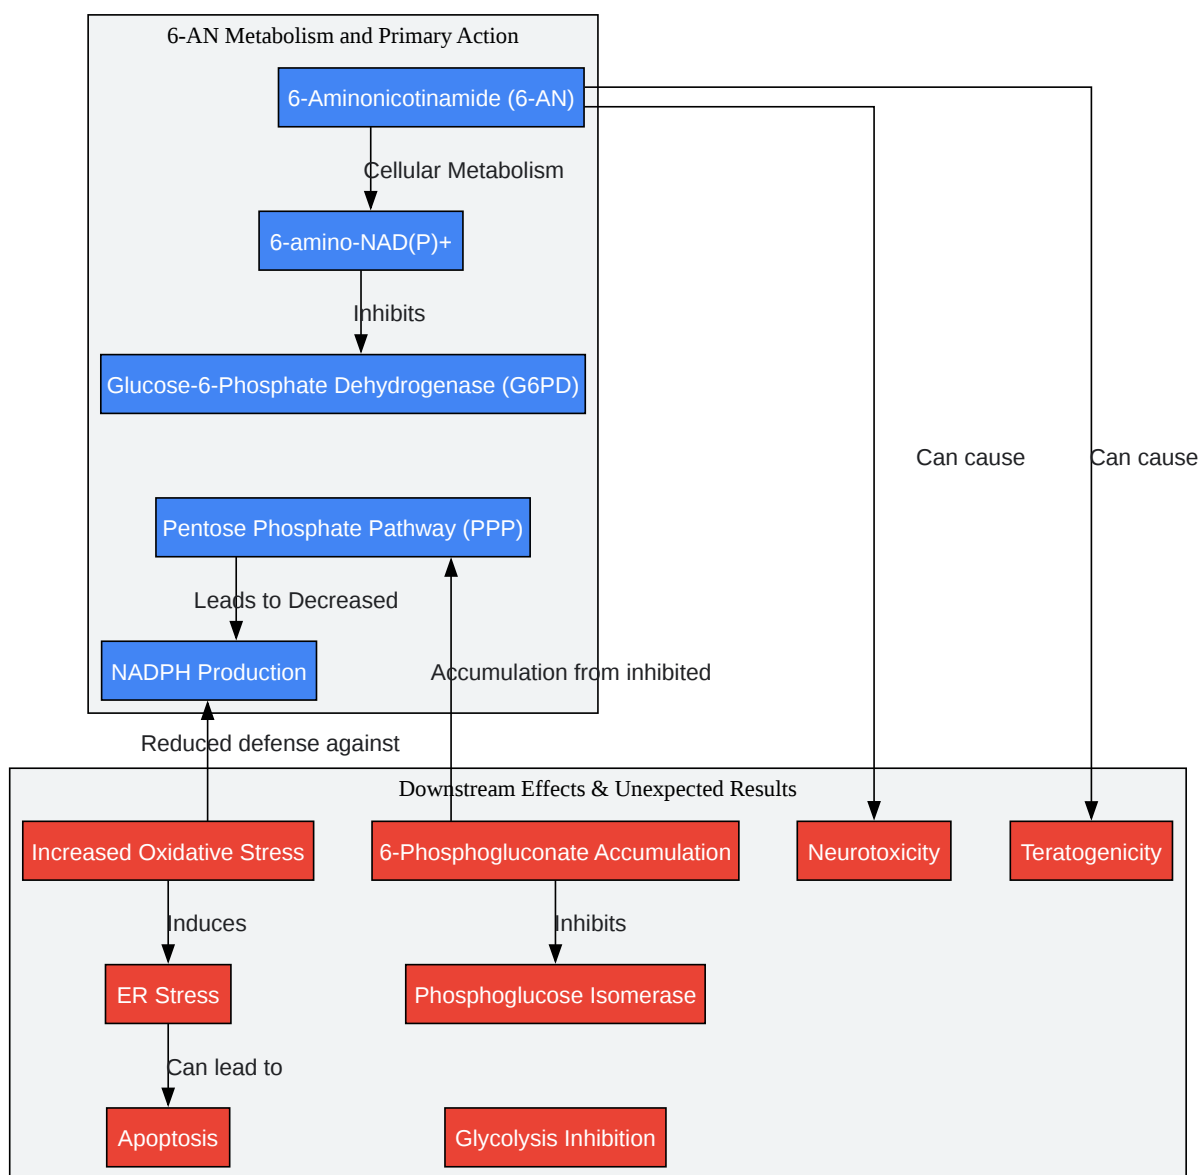 6-AN Metabolism and Primary Action
6-Aminonicotinamide (6-AN)
Cellular Metabolism
6-amino-NAD(P)+
Inhibits
Glucose-6-Phosphate Dehydrogenase (G6PD)
Can cause
Can cause
Pentose Phosphate Pathway (PPP)
Leads to Decreased
NADPH Production
Accumulation from inhibited
Reduced defense against
Downstream Effects & Unexpected Results
Increased Oxidative Stress
6-Phosphogluconate Accumulation
Neurotoxicity
Teratogenicity
Induces
Inhibits
ER Stress
Phosphoglucose Isomerase
Can lead to
Apoptosis
Glycolysis Inhibition